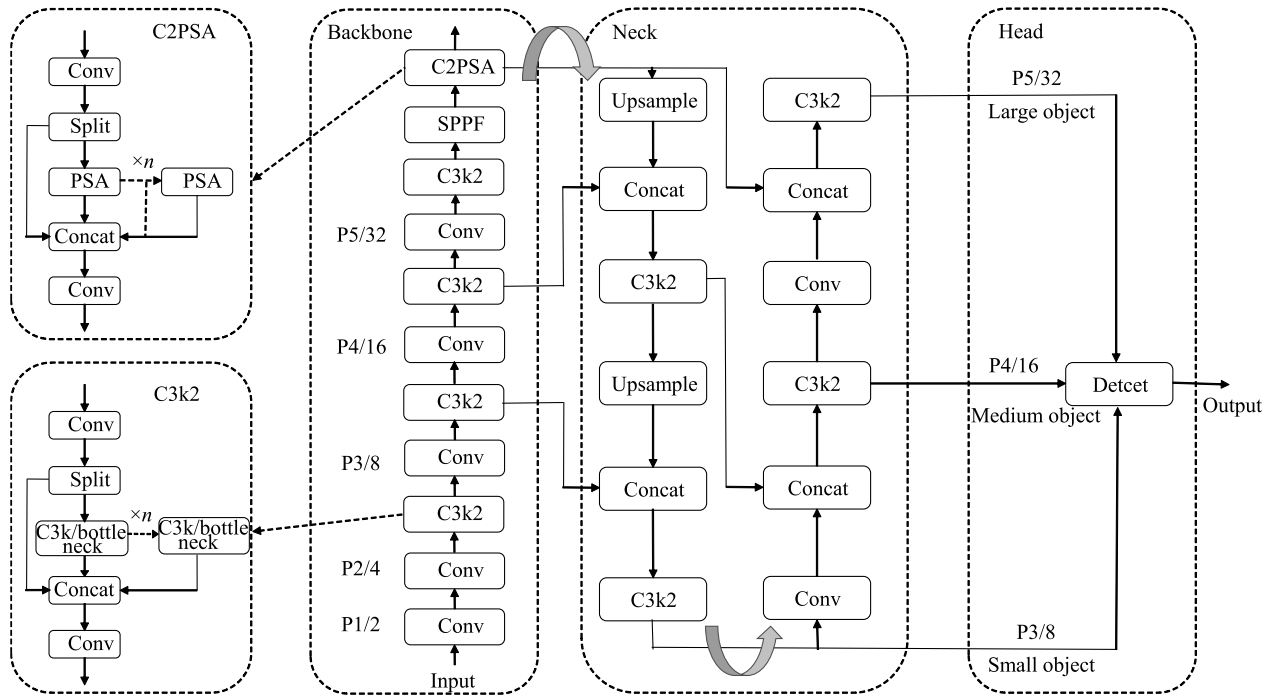 C2PSA
Conv
Split
×n
PSA
PSA
Concat
Conv
C3k2
Conv
Split
×n
C3k/bottle
neck
C3k/bottle
neck
Concat
Conv
Backbone
C2PSA
SPPF
C3k2
P5/32
Conv
C3k2
P4/16
Conv
C3k2
P3/8
Conv
C3k2
P2/4
Conv
P1/2
Conv
Input
Neck
Upsample
Concat
C3k2
Upsample
Concat
C3k2
C3k2
Concat
Conv
C3k2
Concat
Conv
Head
P5/32
Large object
P4/16
Medium object
Detcet
Output
P3/8
Small object